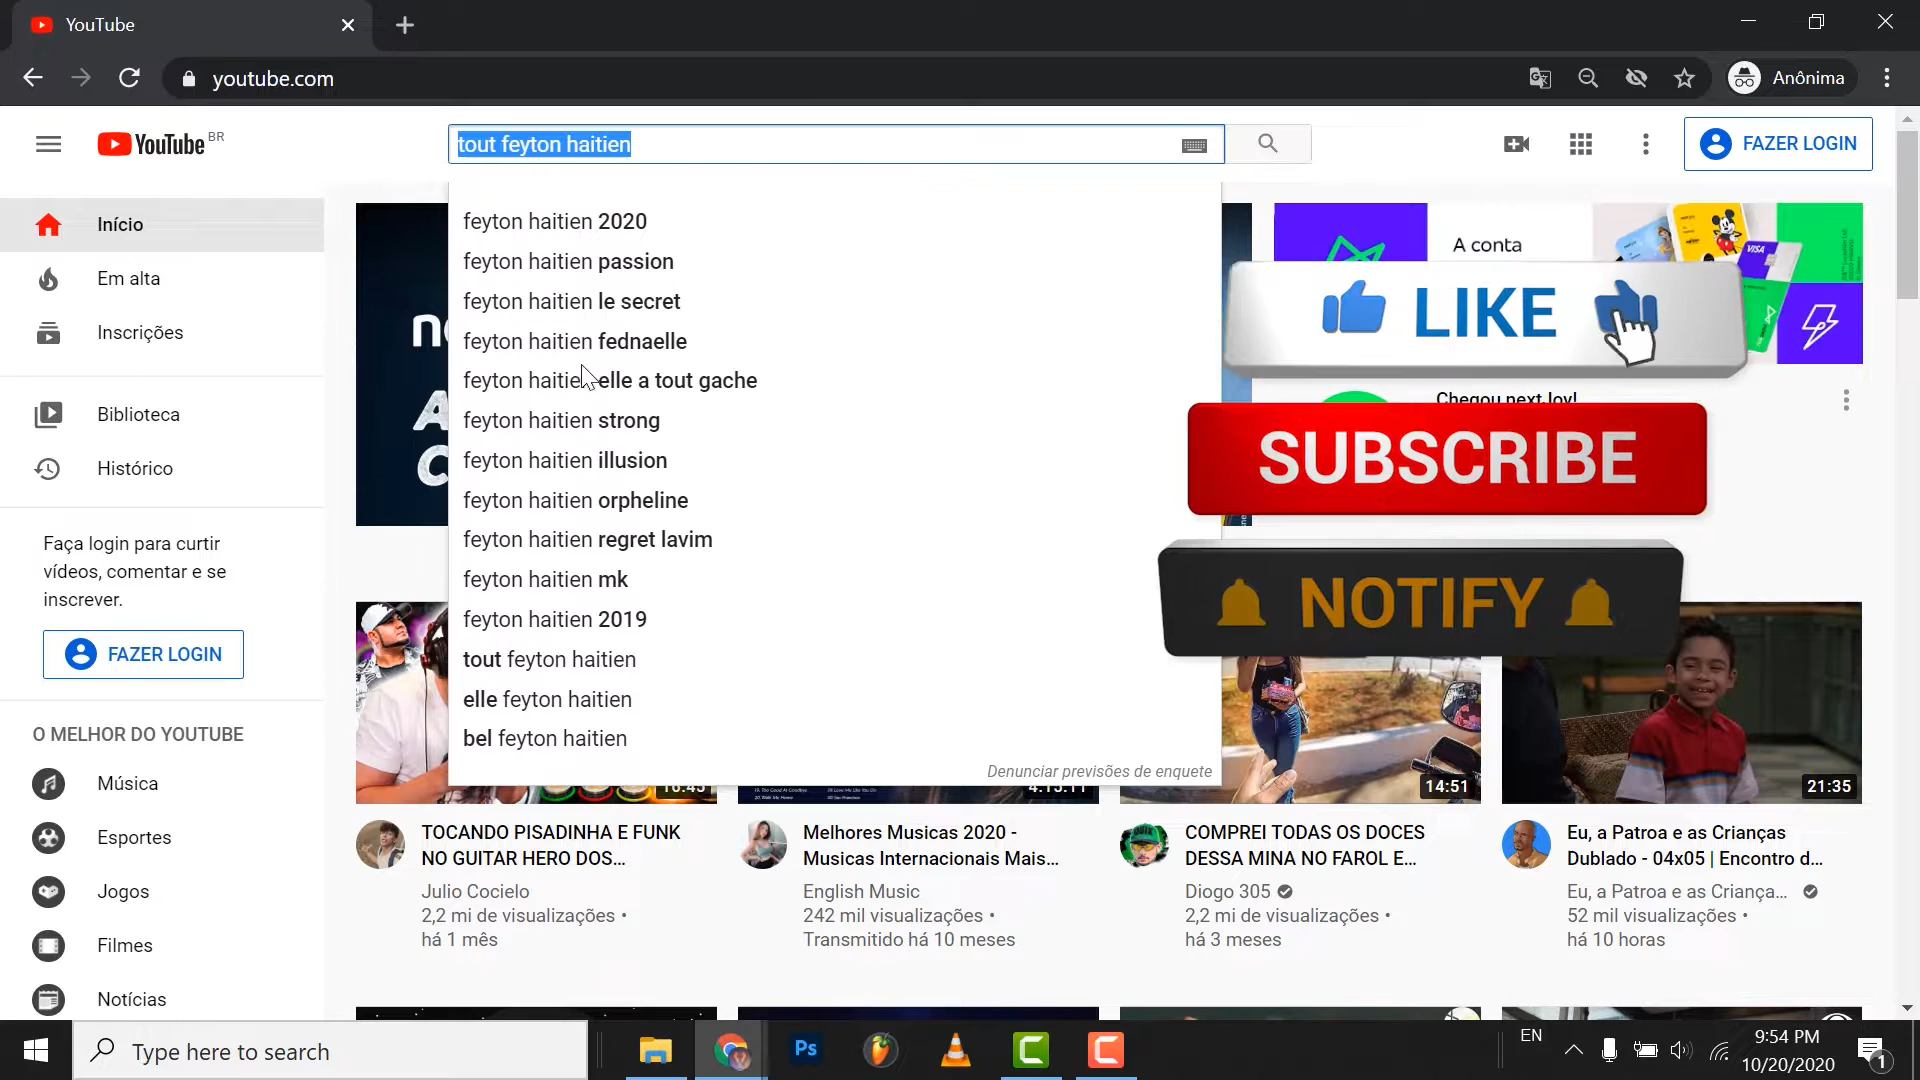 YouTube
youtube.com
Anônima
YouTube BR
tout feyton haitien
FAZER LOGIN
Início
Em alta
Inscrições
Biblioteca
Histórico
Faça login para curtir
vídeos, comentar e se
inscrever.
FAZER LOGIN
O MELHOR DO YOUTUBE
Música
Esportes
Jogos
Filmes
Notícias
feyton haitien 2020
feyton haitien passion
feyton haitien le secret
feyton haitien fednaelle
feyton haitien elle a tout gache
feyton haitien strong
feyton haitien illusion
feyton haitien orpheline
feyton haitien regret lavim
feyton haitien mk
feyton haitien 2019
tout feyton haitien
elle feyton haitien
bel feyton haitien
Denunciar previsões de enquete
A conta
VISA
LIKE
Chegou next Joy!
SUBSCRIBE
NOTIFY
14:51
21:35
TOCANDO PISADINHA E FUNK
NO GUITAR HERO DOS...
Julio Cocielo
2,2 mi de visualizações •
há 1 mês
Melhores Musicas 2020 -
Musicas Internacionais Mais...
English Music
242 mil visualizações •
Transmitido há 10 meses
COMPREI TODAS OS DOCES
DESSA MINA NO FAROL E...
Diogo 305
2,2 mi de visualizações •
há 3 meses
Eu, a Patroa e as Crianças
Dublado - 04x05 | Encontro d...
Eu, a Patroa e as Criança...
52 mil visualizações •
há 10 horas
Type here to search
Ps
EN
9:54 PM
10/20/2020
1